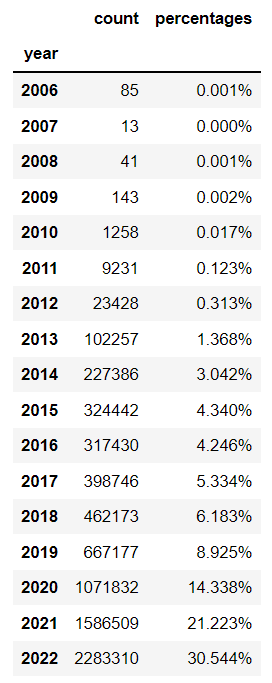 count percentages
year
2006 85 0.001%
2007 13 0.000%
2008 41 0.001%
2009 143 0.002%
2010 1258 0.017%
2011 9231 0.123%
2012 23428 0.313%
2013 102257 1.368%
2014 227386 3.042%
2015 324442 4.340%
2016 317430 4.246%
2017 398746 5.334%
2018 462173 6.183%
2019 667177 8.925%
2020 1071832 14.338%
2021 1586509 21.223%
2022 2283310 30.544%